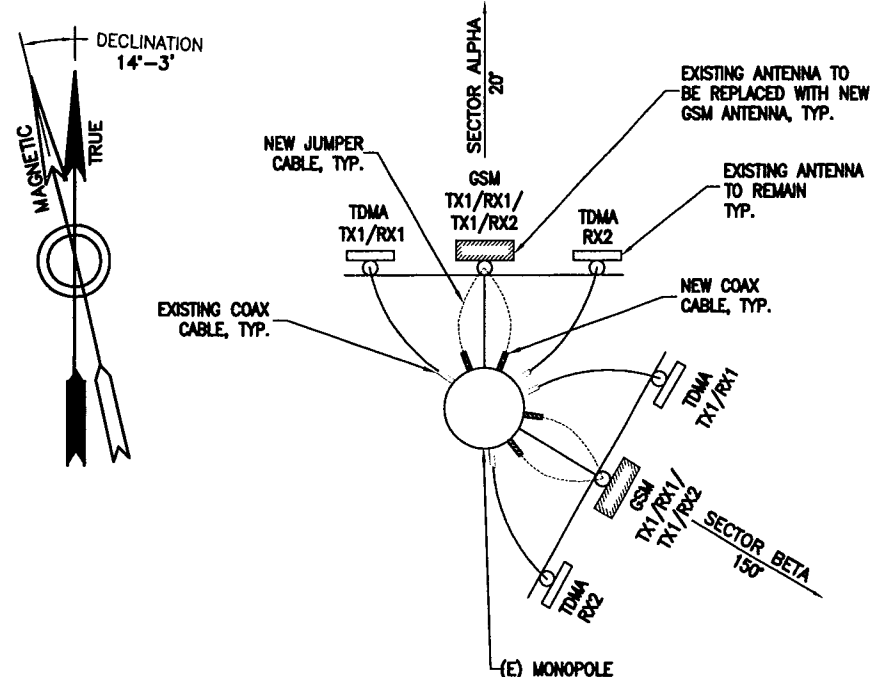 DECLINATION
14°-3'
MAGNETIC
TRUE
SECTOR ALPHA
20°
EXISTING ANTENNA TO
BE REPLACED WITH NEW
GSM ANTENNA, TYP.
NEW JUMPER
CABLE, TYP.
GSM
TX1/RX1/
TX1/RX2
EXISTING ANTENNA
TO REMAIN
TYP.
TDMA
TX1/RX1
TDMA
RX2
NEW COAX
CABLE, TYP.
EXISTING COAX
CABLE, TYP.
TDMA
TX1/RX1
GSM
TX1/RX1/
TX1/RX2
SECTOR BETA
150°
TDMA
RX2
(E) MONOPOLE